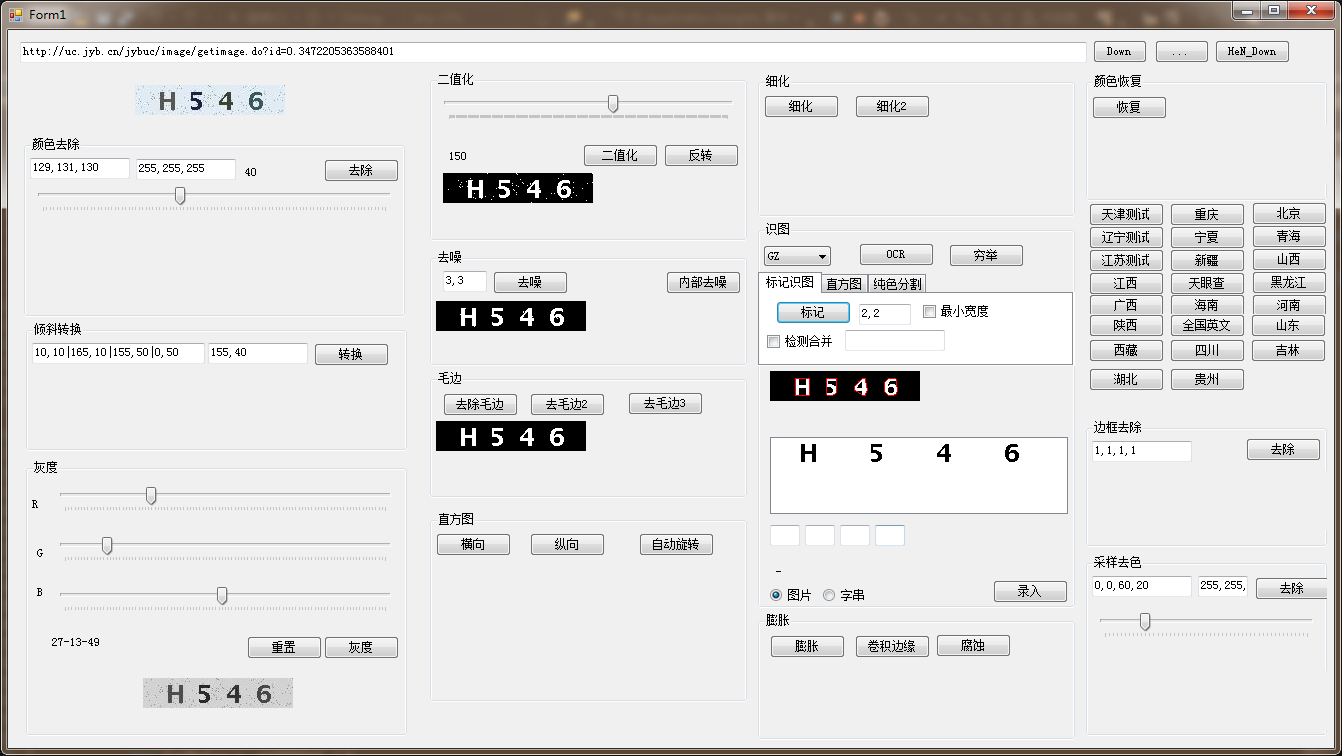 Form1
http://uc.jyb.cn/jybuc/image/getimage.do?id=0.3472205363588401
Down
...
HeN_Down
H 5 4 6
颜色去除
129,131,130
255,255,255
40
去除
倾斜转换
10,10|165,10|155,50|0,50
155,40
转换
灰度
R
G
B
27-13-49
重置
灰度
H 5 4 6
二值化
150
二值化
反转
H 5 4 6
去噪
3,3
去噪
内部去噪
H 5 4 6
毛边
去除毛边
去毛边2
去毛边3
H 5 4 6
直方图
横向
纵向
自动旋转
细化
细化
细化2
识图
GZ
OCR
穷举
标记识图
直方图
纯色分割
标记
2,2
最小宽度
检测合并
H 5 4 6
H 5 4 6
-
图片
字串
录入
膨胀
膨胀
卷积边缘
腐蚀
颜色恢复
恢复
天津测试
重庆
北京
辽宁测试
宁夏
青海
江苏测试
新疆
山西
江西
天眼查
黑龙江
广西
海南
河南
陕西
全国英文
山东
西藏
四川
吉林
湖北
贵州
边框去除
1,1,1,1
去除
采样去色
0,0,60,20
255,255,
去除